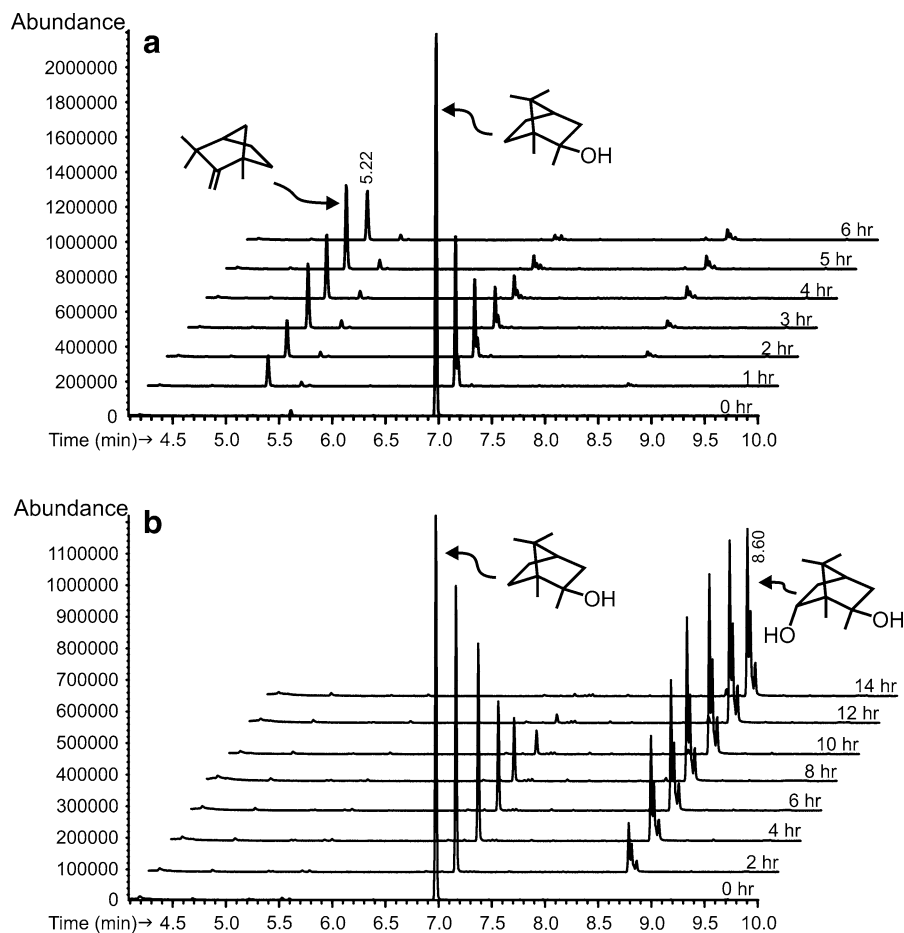 Abundance
a
2000000
1800000
1600000
1400000
1200000
1000000
800000
600000
400000
200000
0
5.22
OH
6 hr
5 hr
4 hr
3 hr
2 hr
1 hr
0 hr
Time (min)→ 4.5 5.0 5.5 6.0 6.5 7.0 7.5 8.0 8.5 9.0 9.5 10.0
Abundance
b
1100000
1000000
900000
800000
700000
600000
500000
400000
300000
200000
100000
0
OH
8.60
HO
OH
14 hr
12 hr
10 hr
8 hr
6 hr
4 hr
2 hr
0 hr
Time (min)→ 4.5 5.0 5.5 6.0 6.5 7.0 7.5 8.0 8.5 9.0 9.5 10.0